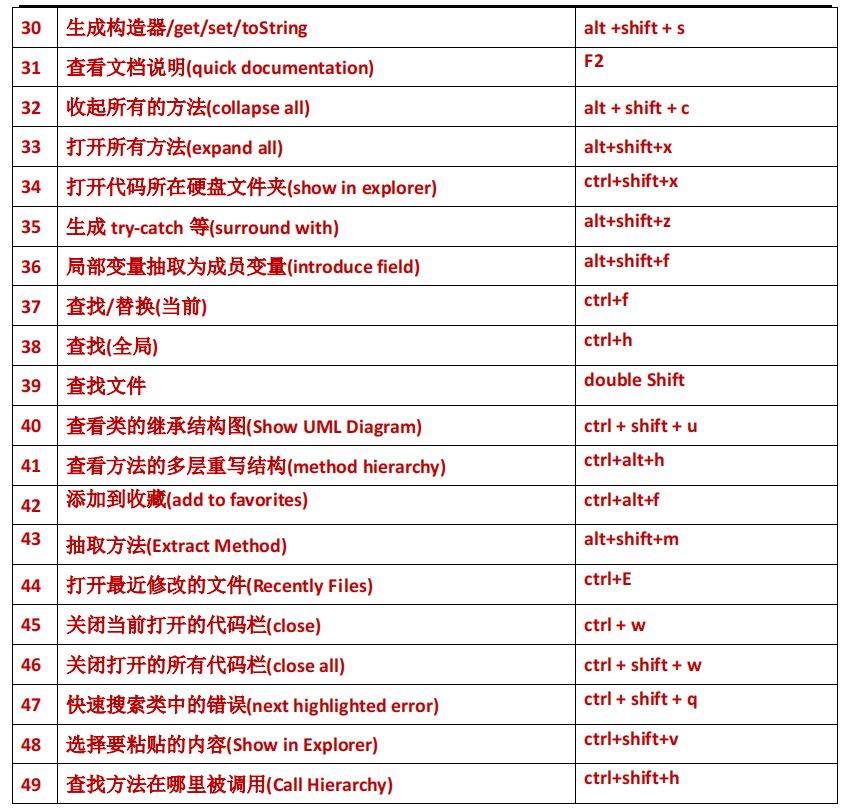 30 生成构造器/get/set/toString alt +shift + s
31 查看文档说明(quick documentation) F2
32 收起所有的方法(collapse all) alt + shift + c
33 打开所有方法(expand all) alt+shift+x
34 打开代码所在硬盘文件夹(show in explorer) ctrl+shift+x
35 生成 try-catch 等(surround with) alt+shift+z
36 局部变量抽取为成员变量(introduce field) alt+shift+f
37 查找/替换(当前) ctrl+f
38 查找(全局) ctrl+h
39 查找文件 double Shift
40 查看类的继承结构图(Show UML Diagram) ctrl + shift + u
41 查看方法的多层重写结构(method hierarchy) ctrl+alt+h
42 添加到收藏(add to favorites) ctrl+alt+f
43 抽取方法(Extract Method) alt+shift+m
44 打开最近修改的文件(Recently Files) ctrl+E
45 关闭当前打开的代码栏(close) ctrl + w
46 关闭打开的所有代码栏(close all) ctrl + shift + w
47 快速搜索类中的错误(next highlighted error) ctrl + shift + q
48 选择要粘贴的内容(Show in Explorer) ctrl+shift+v
49 查找方法在哪里被调用(Call Hierarchy) ctrl+shift+h